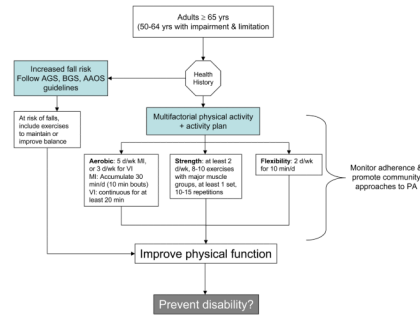 Adults ≥ 65 yrs
(50-64 yrs with impairment & limitation
Increased fall risk
Follow AGS, BGS, AAOS
guidelines
Health
History
At risk of falls,
include exercises
to maintain or
improve balance
Multifactorial physical activity
+ activity plan
Aerobic: 5 d/wk MI,
or 3 d/wk for VI
MI: Accumulate 30
min/d (10 min bouts)
VI: continuous for at
least 20 min
Strength: at least 2
d/wk, 8-10 exercises
with major muscle
groups, at least 1 set,
10-15 repetitions
Flexibility: 2 d/wk
for 10 min/d
Monitor adherence &
promote community
approaches to PA
Improve physical function
Prevent disability?